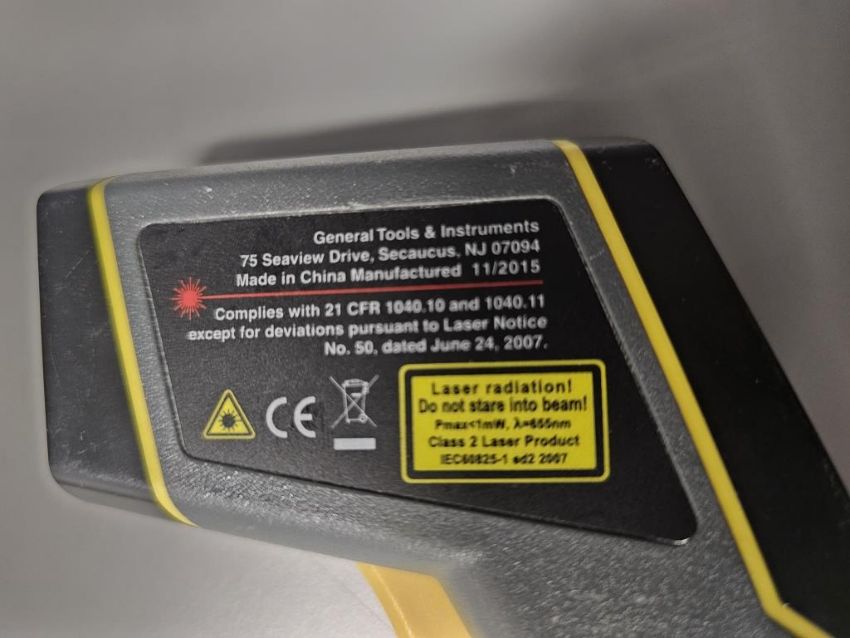 General Tools & Instruments
75 Seaview Drive, Secaucus, NJ 07094
Made in China Manufactured 11/2015
Complies with 21 CFR 1040.10 and 1040.11
except for deviations pursuant to Laser Notice
No. 50, dated June 24, 2007.
CE
Laser radiation!
Do not stare into beam!
Pmax<1mW, λ=655nm
Class 2 Laser Product
IEC60825-1 ed2 2007